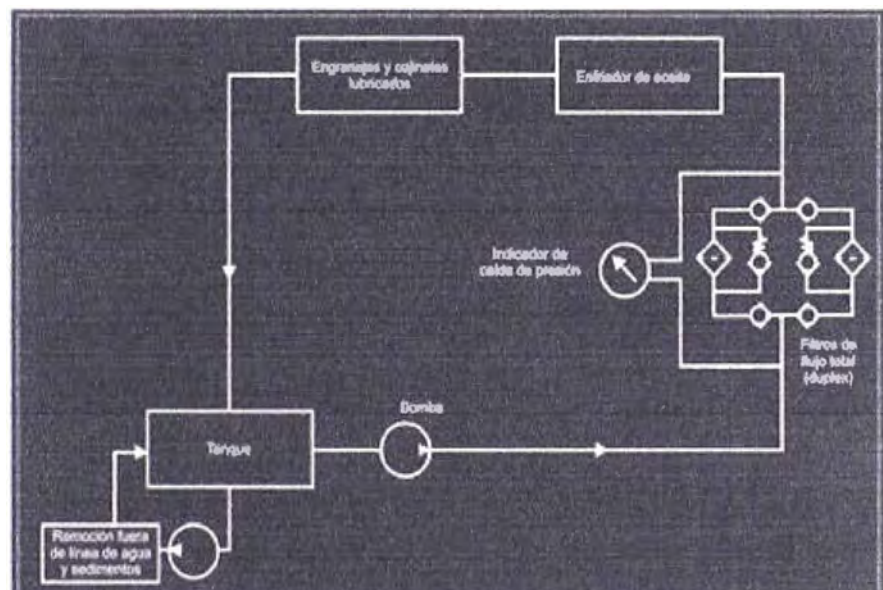 Engranajes y cojinetes
lubricados
Enfriador de aceite
Indicador de
caída de presión
Filtros de
flujo total
(duplex)
Bomba
Tanque
Remoción fuera
de línea de agua
y sedimentos